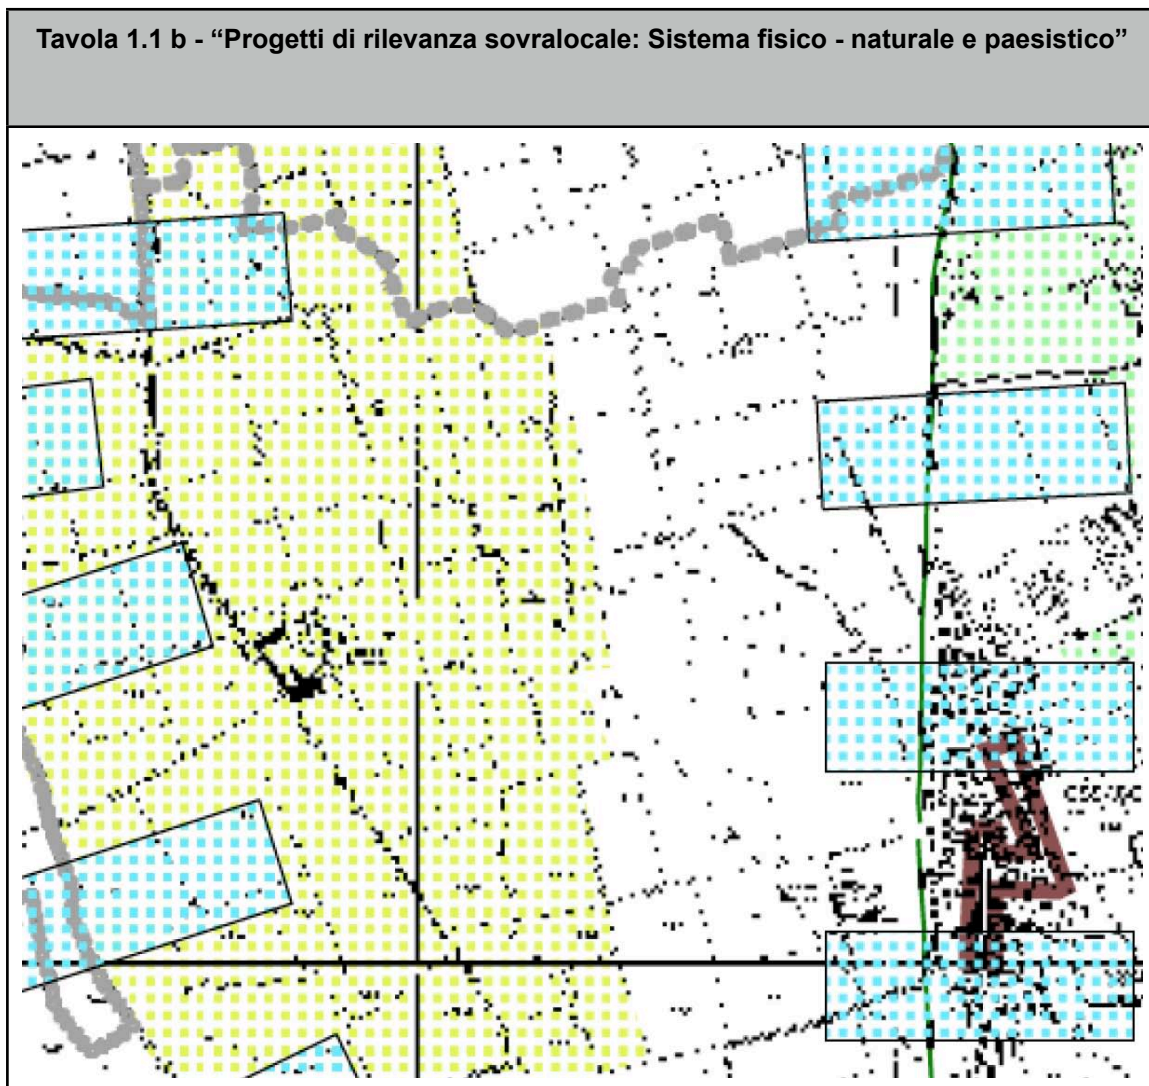 Tavola 1.1 b - “Progetti di rilevanza sovralocale: Sistema fisico - naturale e paesistico”